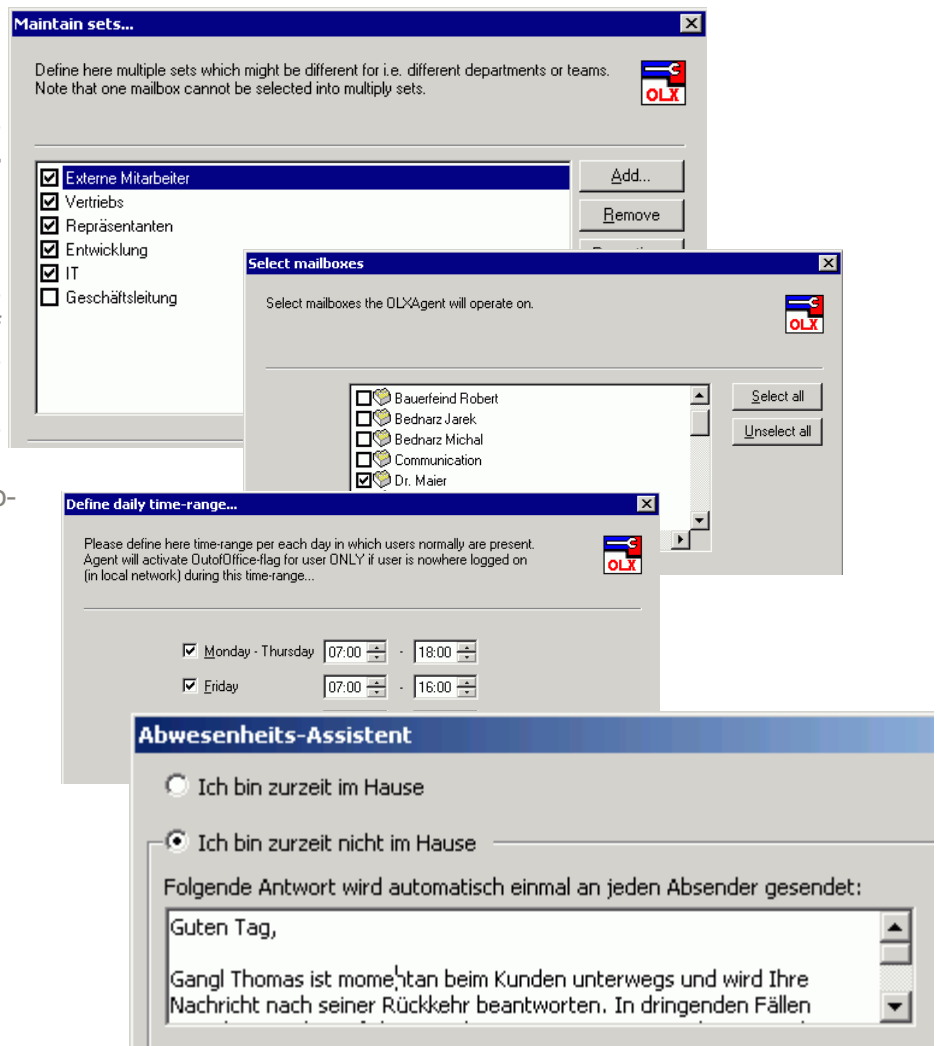 Maintain sets...
Define here multiple sets which might be different for i.e. different departments or teams.
Note that one mailbox cannot be selected into multiply sets.
OLX
Externe Mitarbeiter
Vertriebs
Repräsentanten
Entwicklung
IT
Geschäftsleitung
Add...
Remove
Select mailboxes
Select mailboxes the OLXAgent will operate on.
OLX
Bauerfeind Robert
Bednarz Jarek
Bednarz Michal
Communication
Dr. Maier
Select all
Unselect all
Define daily time-range...
Please define here time-range per each day in which users normally are present.
Agent will activate OutofOffice-flag for user ONLY if user is nowhere logged on
(in local network) during this time-range...
OLX
Monday - Thursday 07:00 - 18:00
Friday 07:00 - 16:00
Abwesenheits-Assistent
Ich bin zurzeit im Hause
Ich bin zurzeit nicht im Hause
Folgende Antwort wird automatisch einmal an jeden Absender gesendet:
Guten Tag,
Gangl Thomas ist momentan beim Kunden unterwegs und wird Ihre
Nachricht nach seiner Rückkehr beantworten. In dringenden Fällen